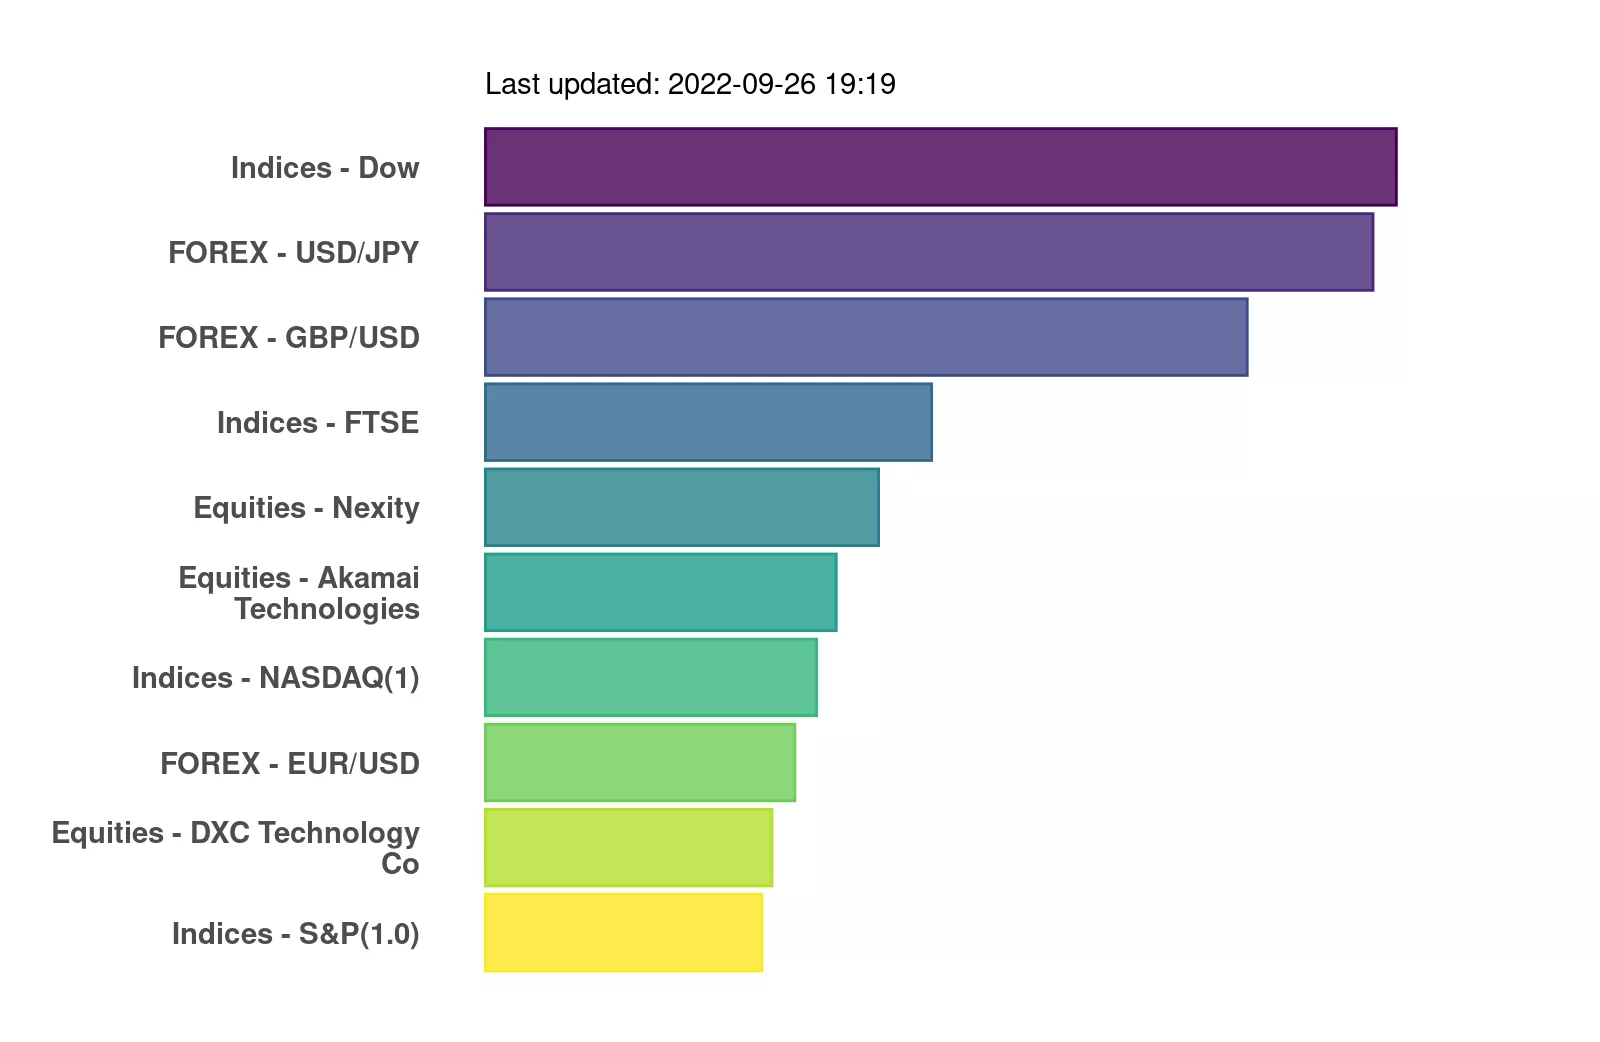 Last updated: 2022-09-26 19:19
Indices - Dow
FOREX - USD/JPY
FOREX - GBP/USD
Indices - FTSE
Equities - Nexity
Equities - Akamai
Technologies
Indices - NASDAQ(1)
FOREX - EUR/USD
Equities - DXC Technology
Co
Indices - S&P(1.0)